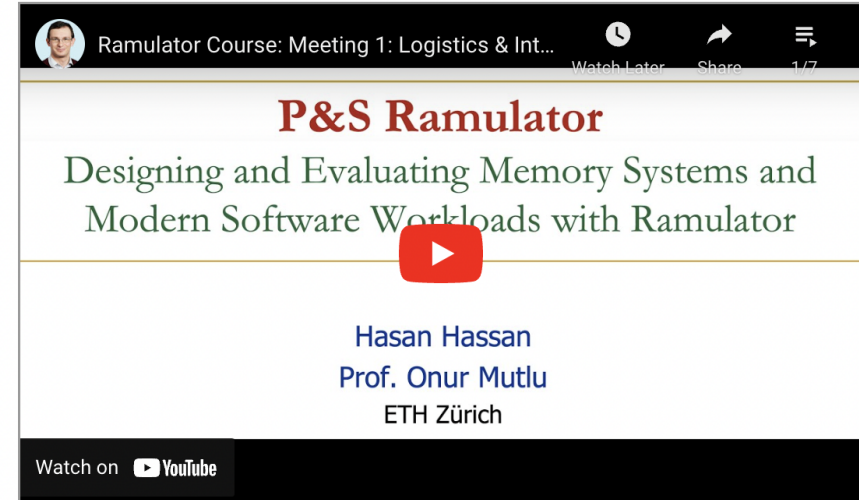 Ramulator Course: Meeting 1: Logistics & Int...
Watch Later
Share
1/7
P&S Ramulator
Designing and Evaluating Memory Systems and
Modern Software Workloads with Ramulator
Hasan Hassan
Prof. Onur Mutlu
ETH Zürich
Watch on YouTube